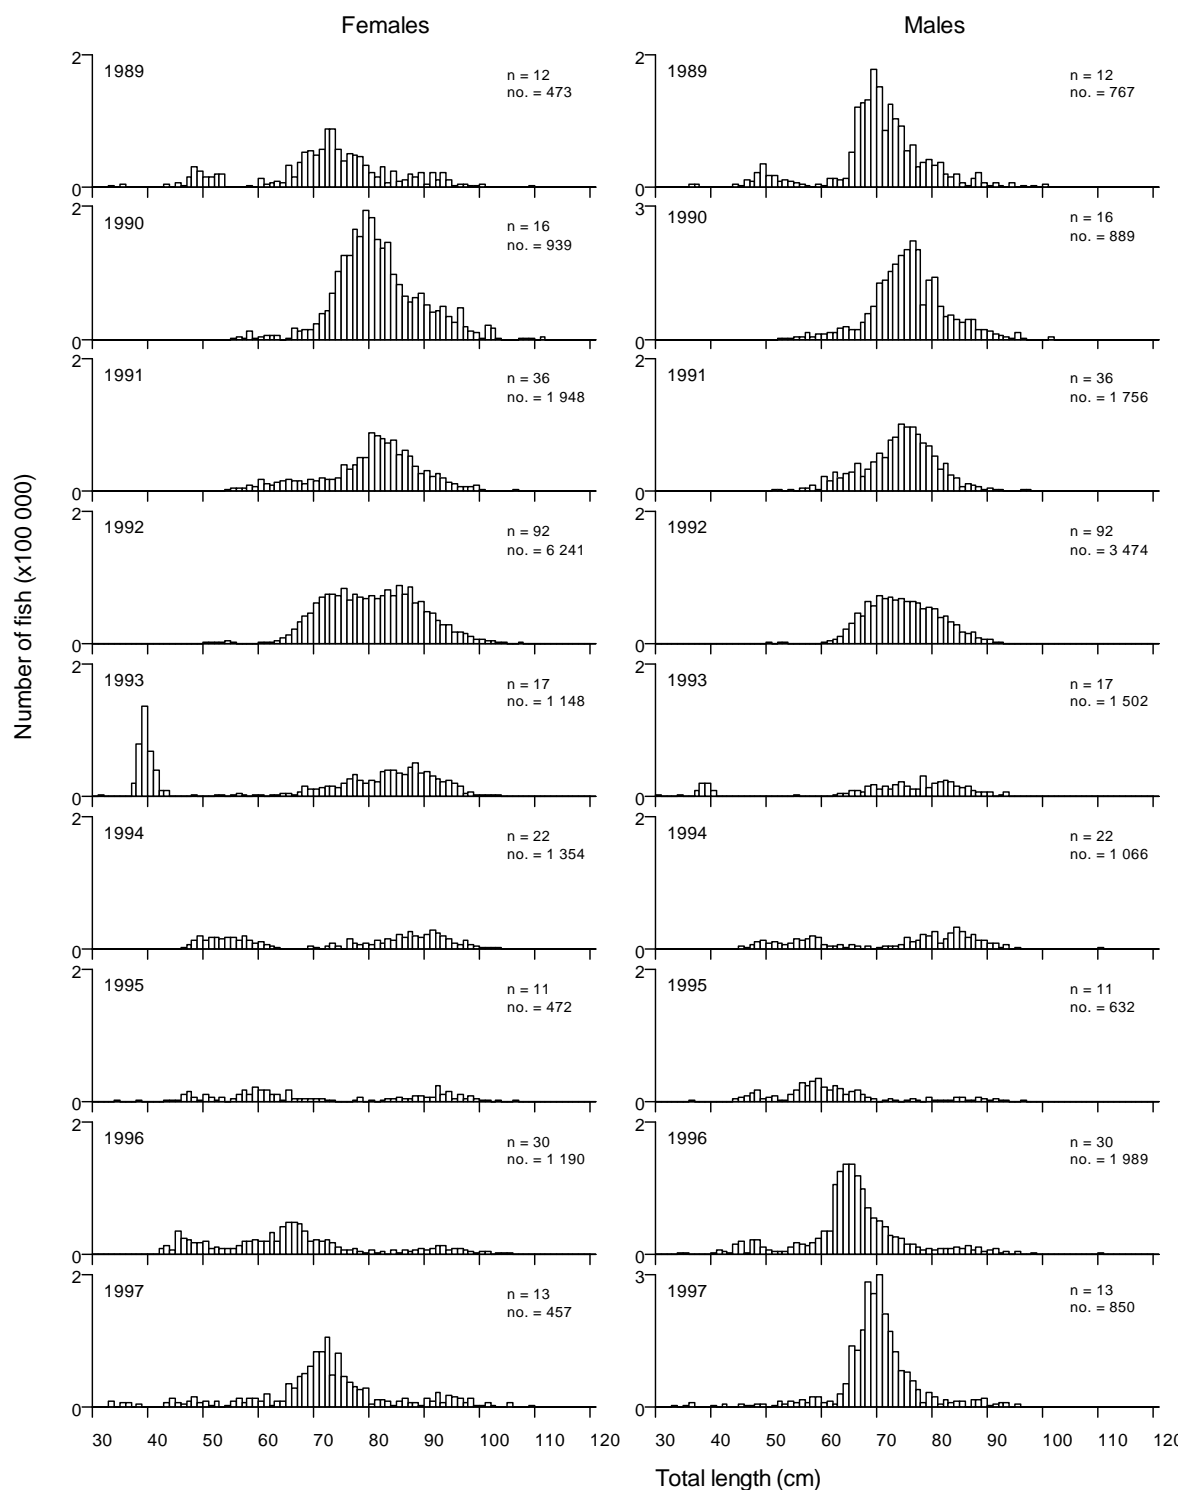 Females
Males
Number of fish (x100 000)
2
1989
n = 12
no. = 473
0
2
1989
n = 12
no. = 767
0
2
1990
n = 16
no. = 939
0
3
1990
n = 16
no. = 889
0
2
1991
n = 36
no. = 1 948
0
2
1991
n = 36
no. = 1 756
0
2
1992
n = 92
no. = 6 241
0
2
1992
n = 92
no. = 3 474
0
2
1993
n = 17
no. = 1 148
0
2
1993
n = 17
no. = 1 502
0
2
1994
n = 22
no. = 1 354
0
2
1994
n = 22
no. = 1 066
0
2
1995
n = 11
no. = 472
0
2
1995
n = 11
no. = 632
0
2
1996
n = 30
no. = 1 190
0
2
1996
n = 30
no. = 1 989
0
2
1997
n = 13
no. = 457
0
3
1997
n = 13
no. = 850
0
30 40 50 60 70 80 90 100 110 120
30 40 50 60 70 80 90 100 110 120
Total length (cm)